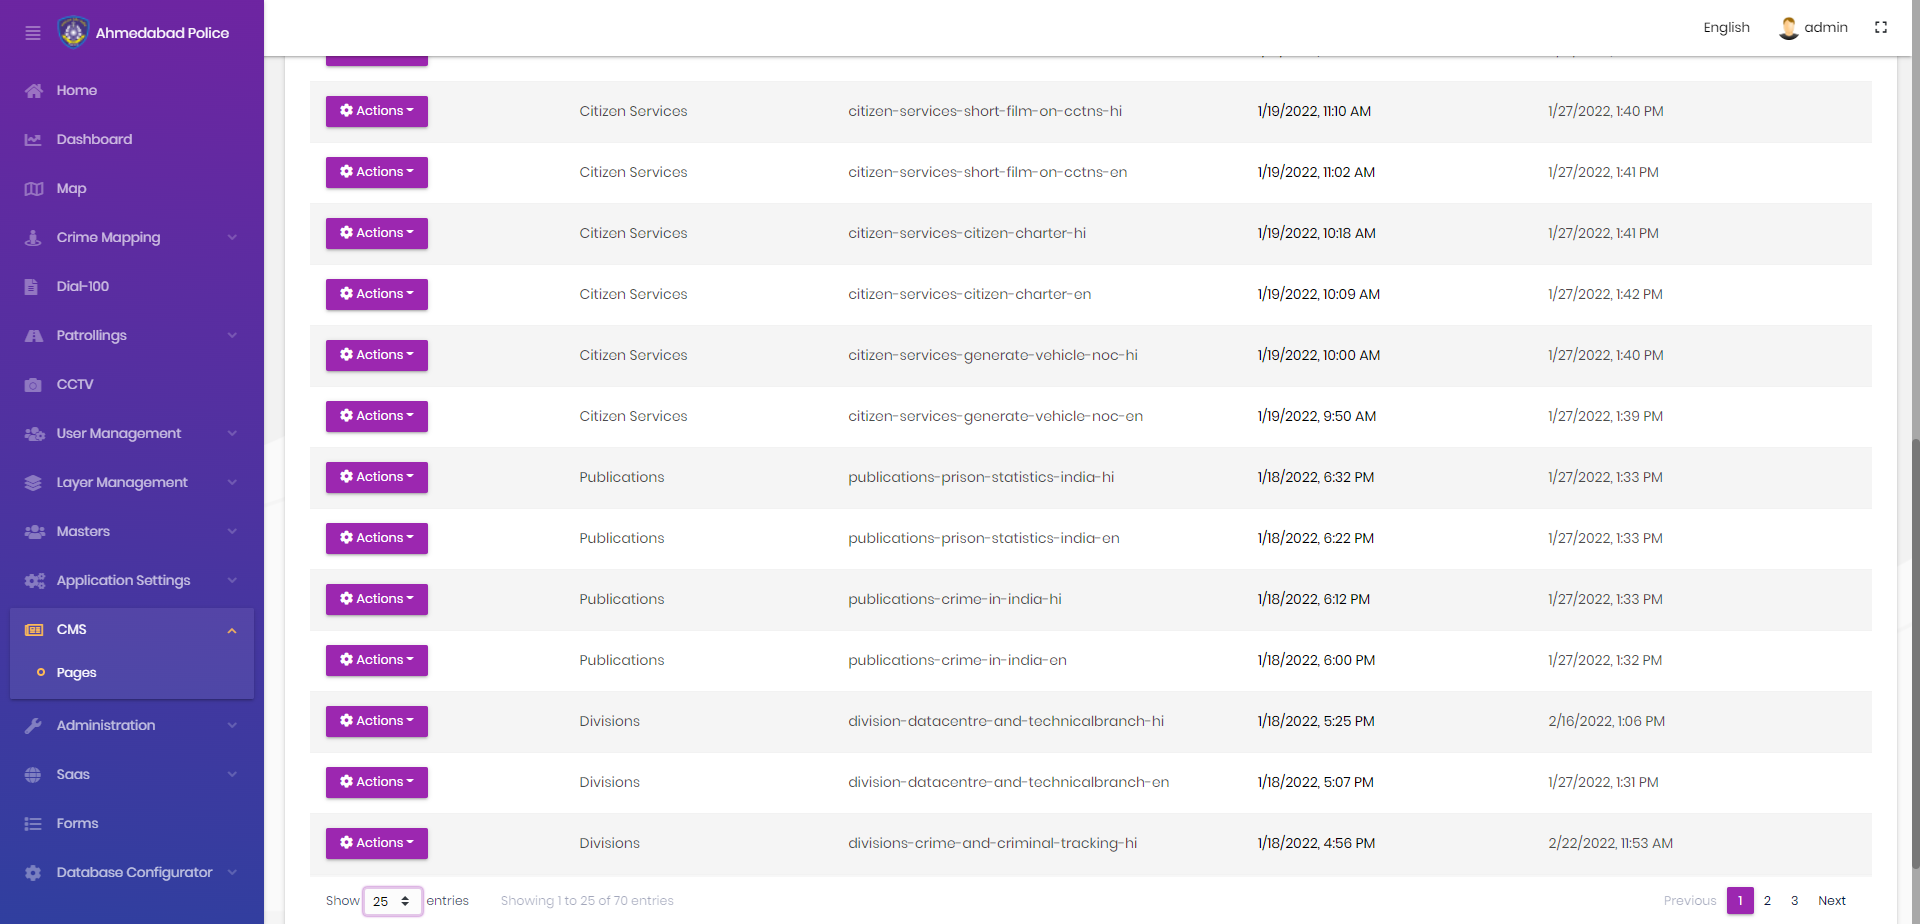 Ahmedabad Police
English
admin
Home
Dashboard
Map
Crime Mapping
Dial-100
Patrollings
CCTV
User Management
Layer Management
Masters
Application Settings
CMS
Pages
Administration
Saas
Forms
Database Configurator
Actions Citizen Services citizen-services-short-film-on-cctns-hi 1/19/2022, 11:10 AM 1/27/2022, 1:40 PM
Actions Citizen Services citizen-services-short-film-on-cctns-en 1/19/2022, 11:02 AM 1/27/2022, 1:41 PM
Actions Citizen Services citizen-services-citizen-charter-hi 1/19/2022, 10:18 AM 1/27/2022, 1:41 PM
Actions Citizen Services citizen-services-citizen-charter-en 1/19/2022, 10:09 AM 1/27/2022, 1:42 PM
Actions Citizen Services citizen-services-generate-vehicle-noc-hi 1/19/2022, 10:00 AM 1/27/2022, 1:40 PM
Actions Citizen Services citizen-services-generate-vehicle-noc-en 1/19/2022, 9:50 AM 1/27/2022, 1:39 PM
Actions Publications publications-prison-statistics-india-hi 1/18/2022, 6:32 PM 1/27/2022, 1:33 PM
Actions Publications publications-prison-statistics-india-en 1/18/2022, 6:22 PM 1/27/2022, 1:33 PM
Actions Publications publications-crime-in-india-hi 1/18/2022, 6:12 PM 1/27/2022, 1:33 PM
Actions Publications publications-crime-in-india-en 1/18/2022, 6:00 PM 1/27/2022, 1:32 PM
Actions Divisions division-datacentre-and-technicalbranch-hi 1/18/2022, 5:25 PM 2/16/2022, 1:06 PM
Actions Divisions division-datacentre-and-technicalbranch-en 1/18/2022, 5:07 PM 1/27/2022, 1:31 PM
Actions Divisions divisions-crime-and-criminal-tracking-hi 1/18/2022, 4:56 PM 2/22/2022, 11:53 AM
Show 25 entries Showing 1 to 25 of 70 entries Previous 1 2 3 Next